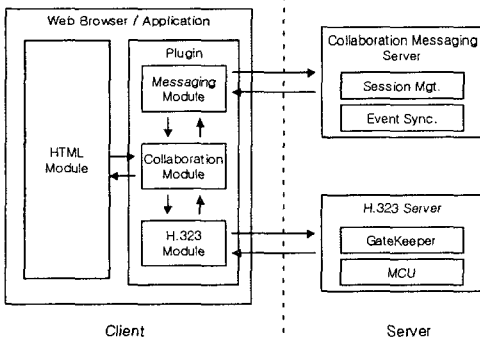 Web Browser / Application
Plugin
Messaging
Module
HTML
Module
Collaboration
Module
H.323
Module
Client
Collaboration Messaging
Server
Session Mgt.
Event Sync.
H.323 Server
GateKeeper
MCU
Server